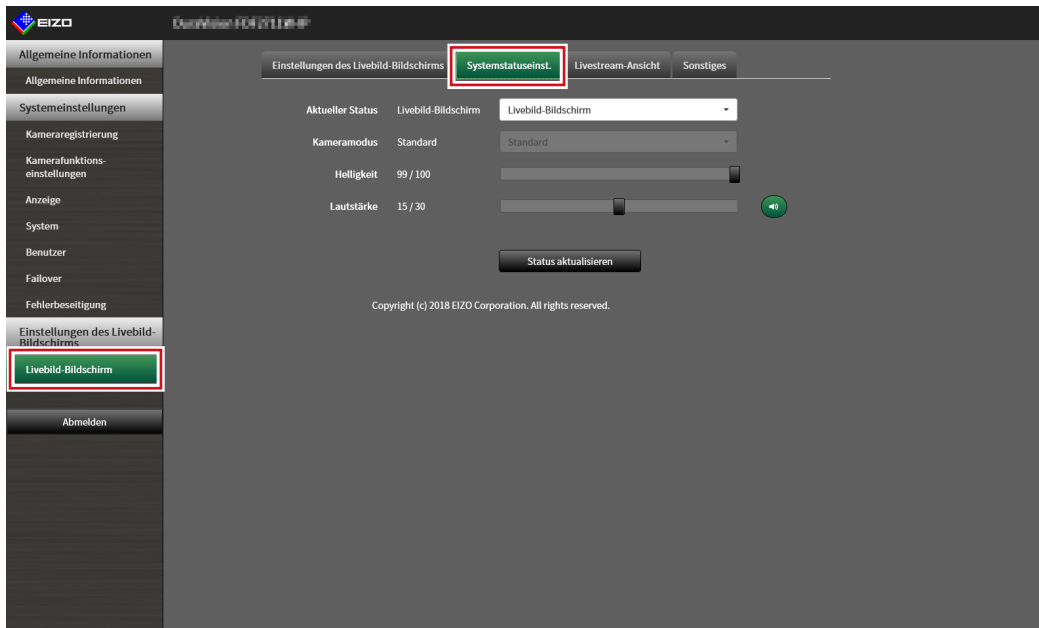 EIZO
Allgemeine Informationen
Allgemeine Informationen
Systemeinstellungen
Kameraregistrierung
Kamerafunktions-
einstellungen
Anzeige
System
Benutzer
Failover
Fehlerbeseitigung
Einstellungen des Livebild-
Bildschirms
Livebild-Bildschirm
Abmelden
Einstellungen des Livebild-Bildschirms Systemstatuseinst. Livestream-Ansicht Sonstiges
Aktueller Status Livebild-Bildschirm Livebild-Bildschirm
Kameramodus Standard Standard
Helligkeit 99 / 100
Lautstärke 15 / 30
Status aktualisieren
Copyright (c) 2018 EIZO Corporation. All rights reserved.